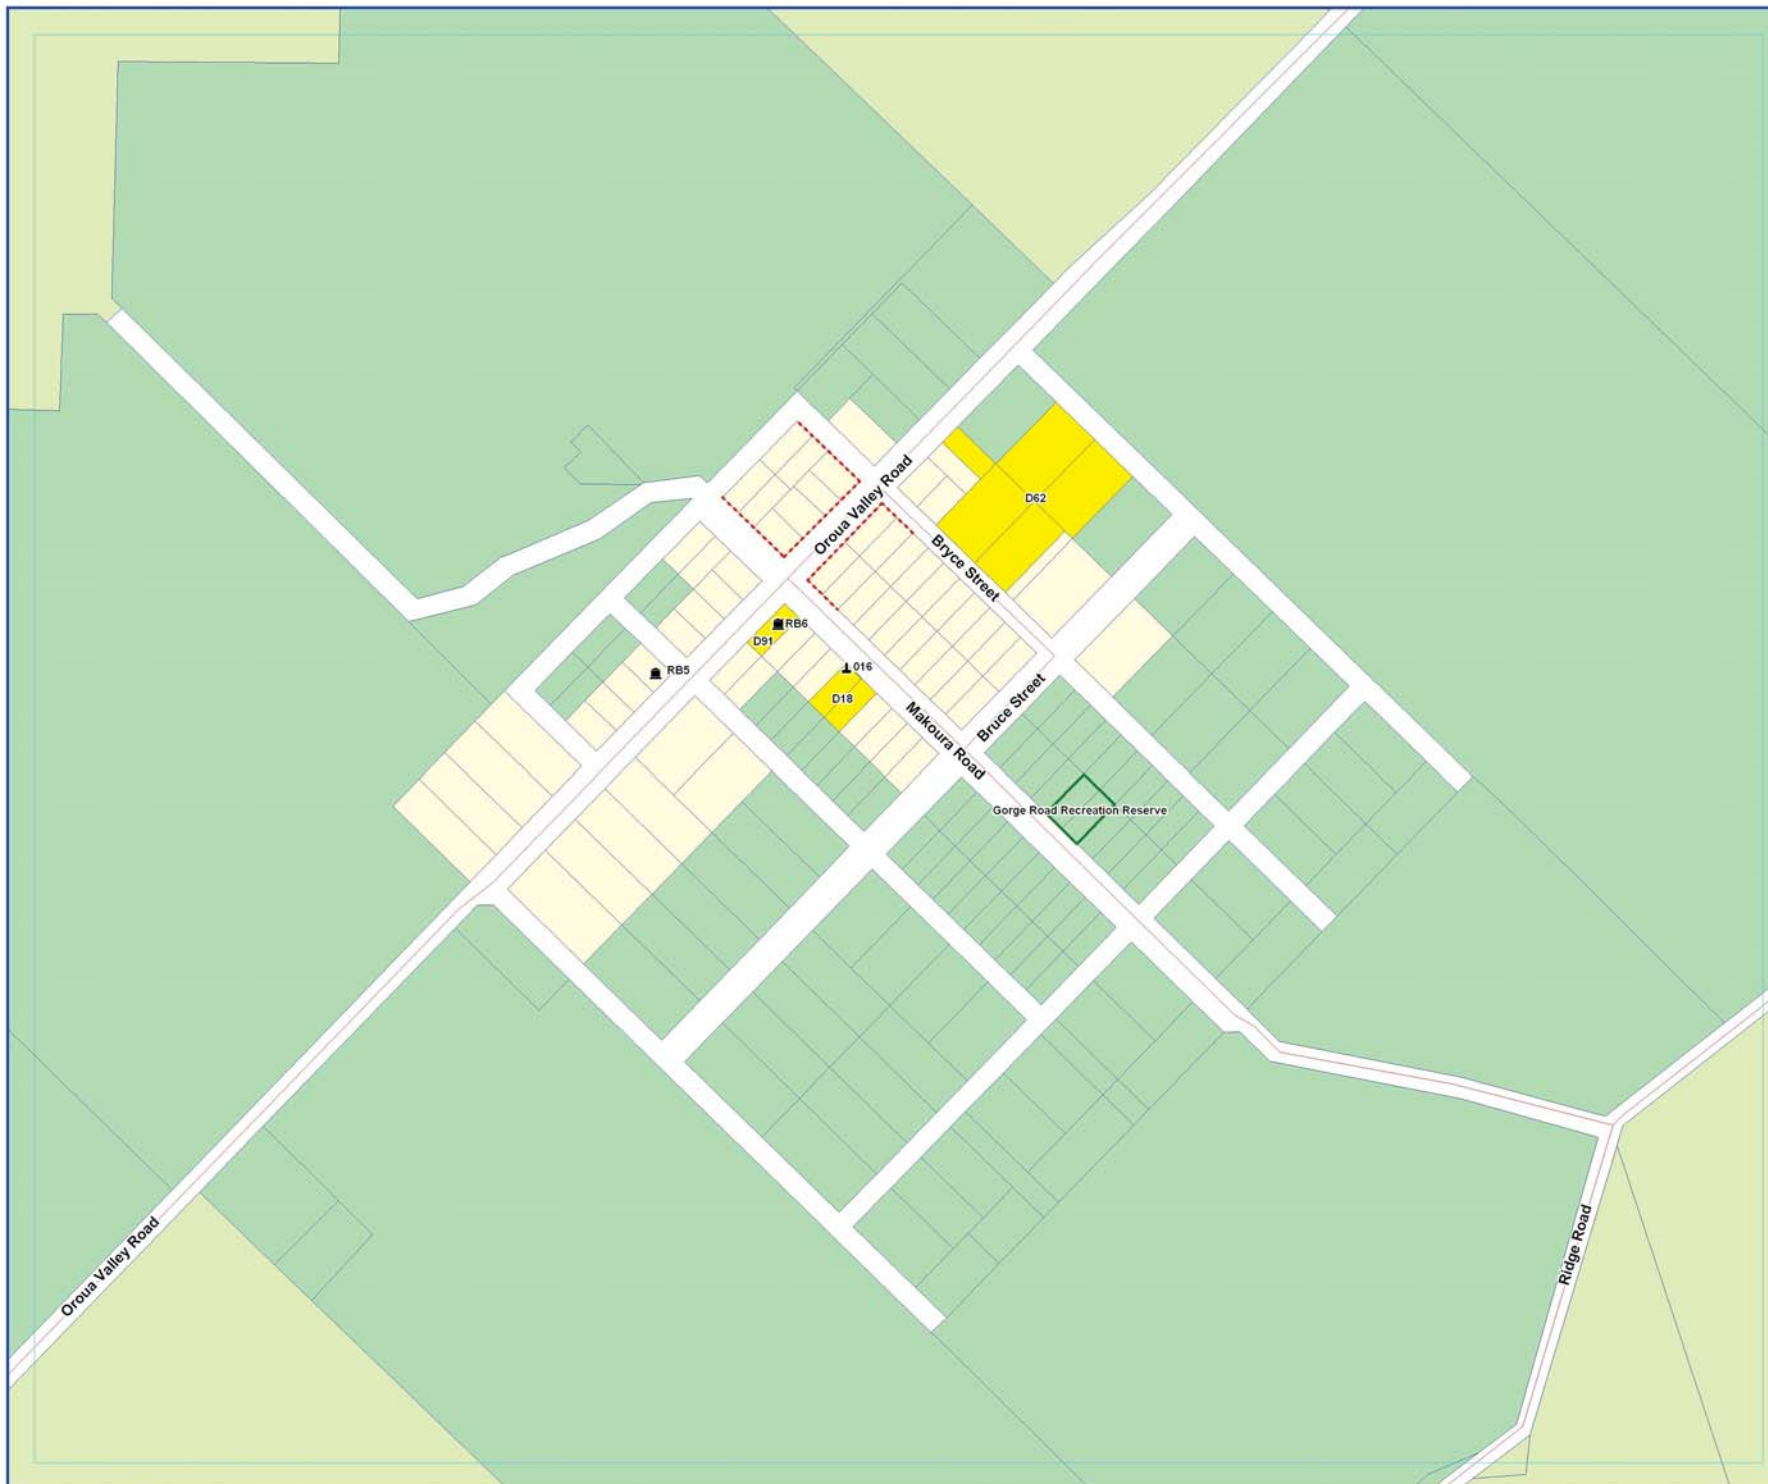 Oroua Valley Road
D62
Bryce Street
RB6
D91
016
RB5
D18
Makoura Road
Bruce Street
Gorge Road Recreation Reserve
Oroua Valley Road
Ridge Road